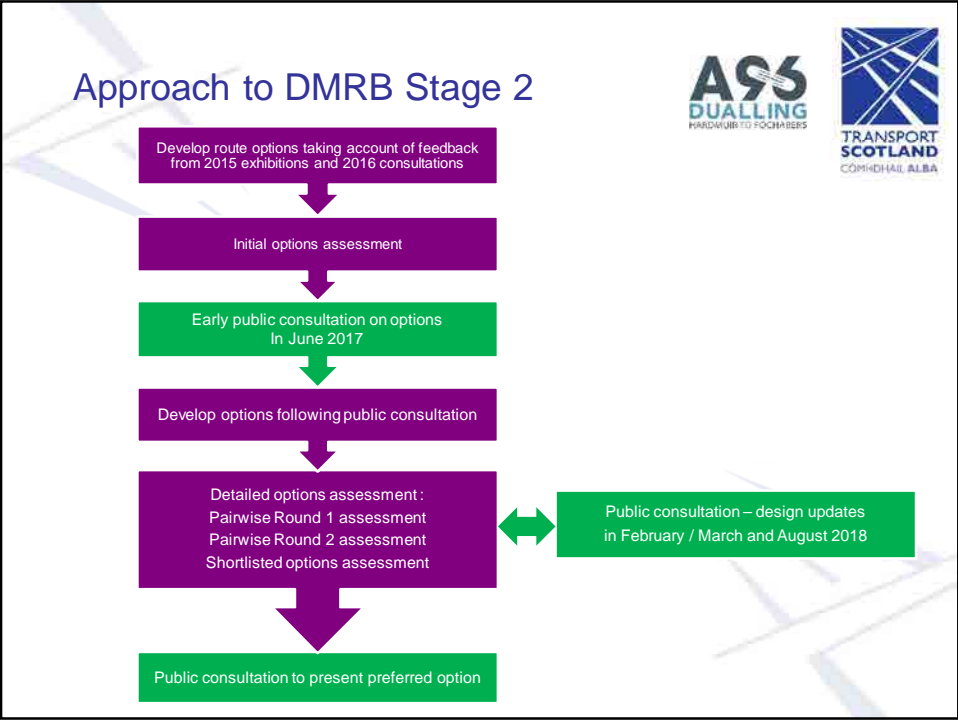 Approach to DMRB Stage 2
A96
DUALLING
HARDMUIR TO FOCHABERS
TRANSPORT
SCOTLAND
CÒMHDHAIL ALBA
Develop route options taking account of feedback
from 2015 exhibitions and 2016 consultations
Initial options assessment
Early public consultation on options
In June 2017
Develop options following public consultation
Detailed options assessment :
Pairwise Round 1 assessment
Pairwise Round 2 assessment
Shortlisted options assessment
Public consultation – design updates
in February / March and August 2018
Public consultation to present preferred option